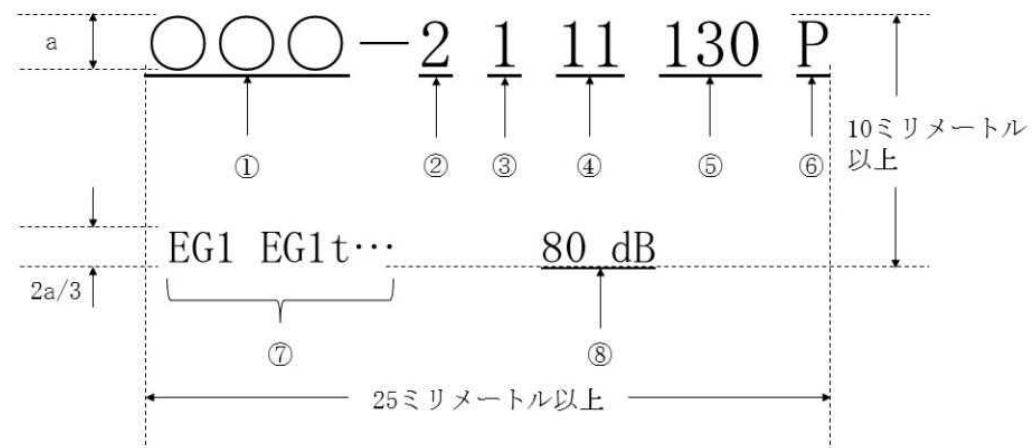 a
○○○－2 1 11 130 P
10ミリメートル
以上
① ② ③ ④ ⑤ ⑥
EG1 EG1t… 80 dB
2a/3
⑦ ⑧
25ミリメートル以上